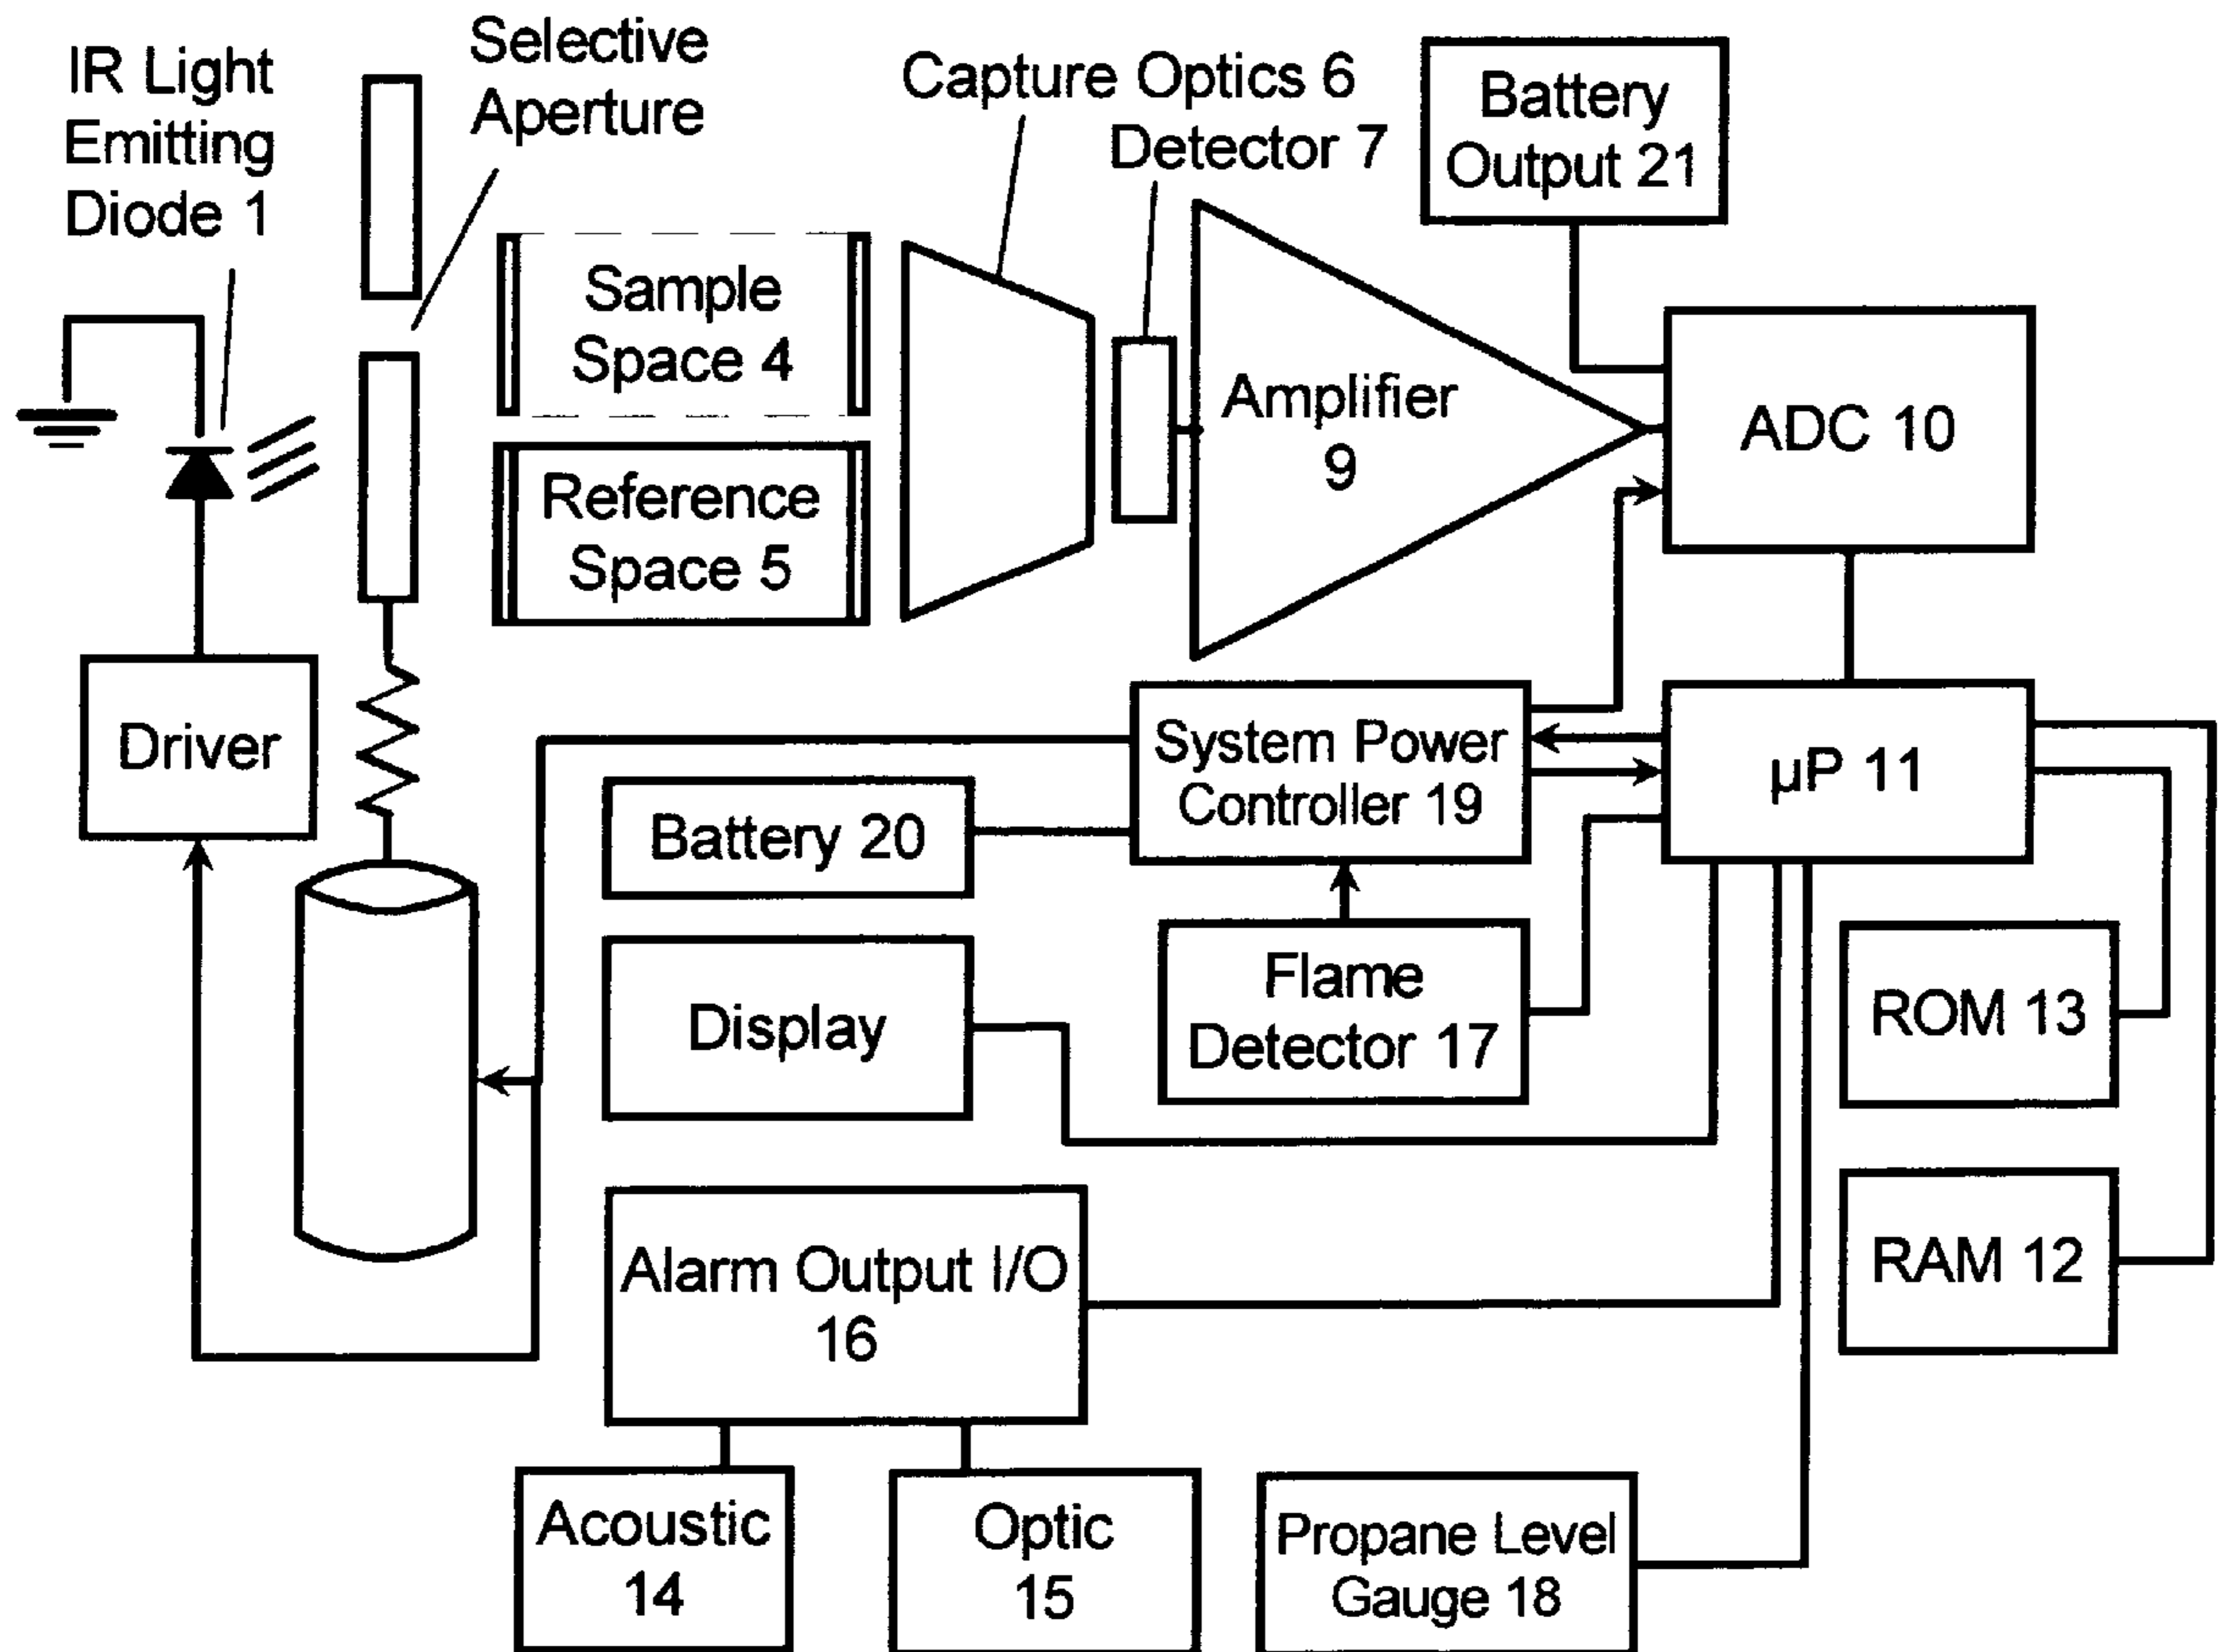 IR Light
Emitting
Diode 1
Selective
Aperture
Capture Optics 6
Detector 7
Battery
Output 21
Sample
Space 4
Reference
Space 5
Amplifier
9
ADC 10
Driver
System Power
Controller 19
µP 11
Battery 20
Display
Flame
Detector 17
ROM 13
RAM 12
Alarm Output I/O
16
Acoustic
14
Optic
15
Propane Level
Gauge 18